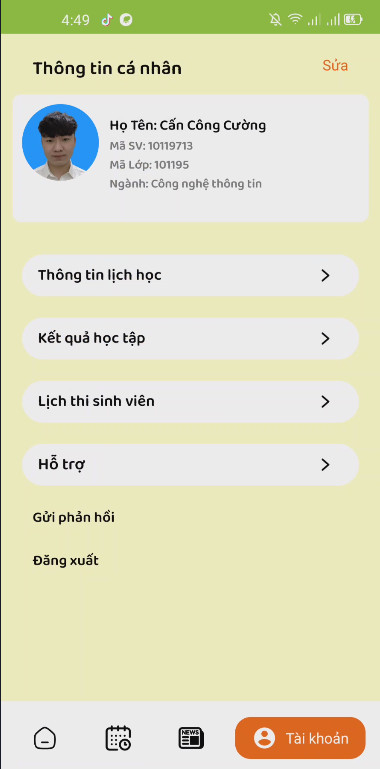 4:49
Thông tin cá nhân
Sửa
Họ Tên: Cấn Công Cường
Mã SV: 10119713
Mã Lớp: 101195
Ngành: Công nghệ thông tin
Thông tin lịch học
Kết quả học tập
Lịch thi sinh viên
Hỗ trợ
Gửi phản hồi
Đăng xuất
NEWS
Tài khoản